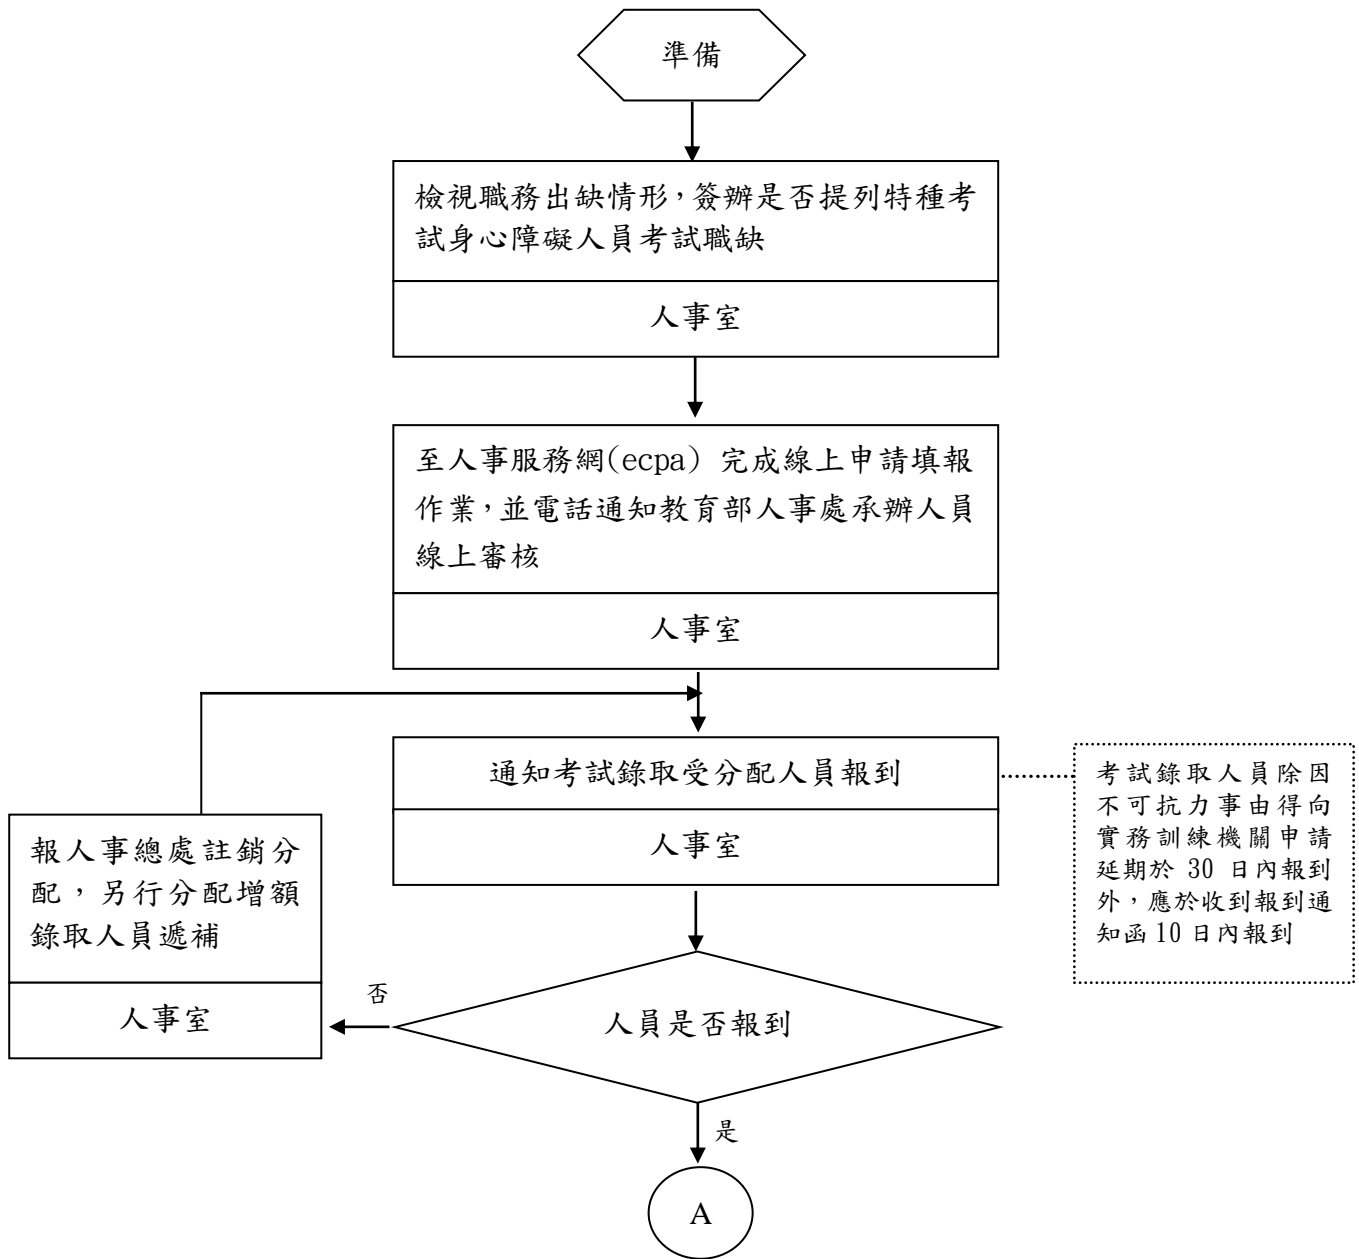 準備
檢視職務出缺情形，簽辦是否提列特種考
試身心障礙人員考試職缺
人事室
至人事服務網(ecpa) 完成線上申請填報
作業，並電話通知教育部人事處承辦人員
線上審核
人事室
通知考試錄取受分配人員報到
人事室
考試錄取人員除因
不可抗力事由得向
實務訓練機關申請
延期於 30 日內報到
外，應於收到報到通
知函 10 日內報到
報人事總處註銷分
配，另行分配增額
錄取人員遞補
人事室
否
人員是否報到
是
A